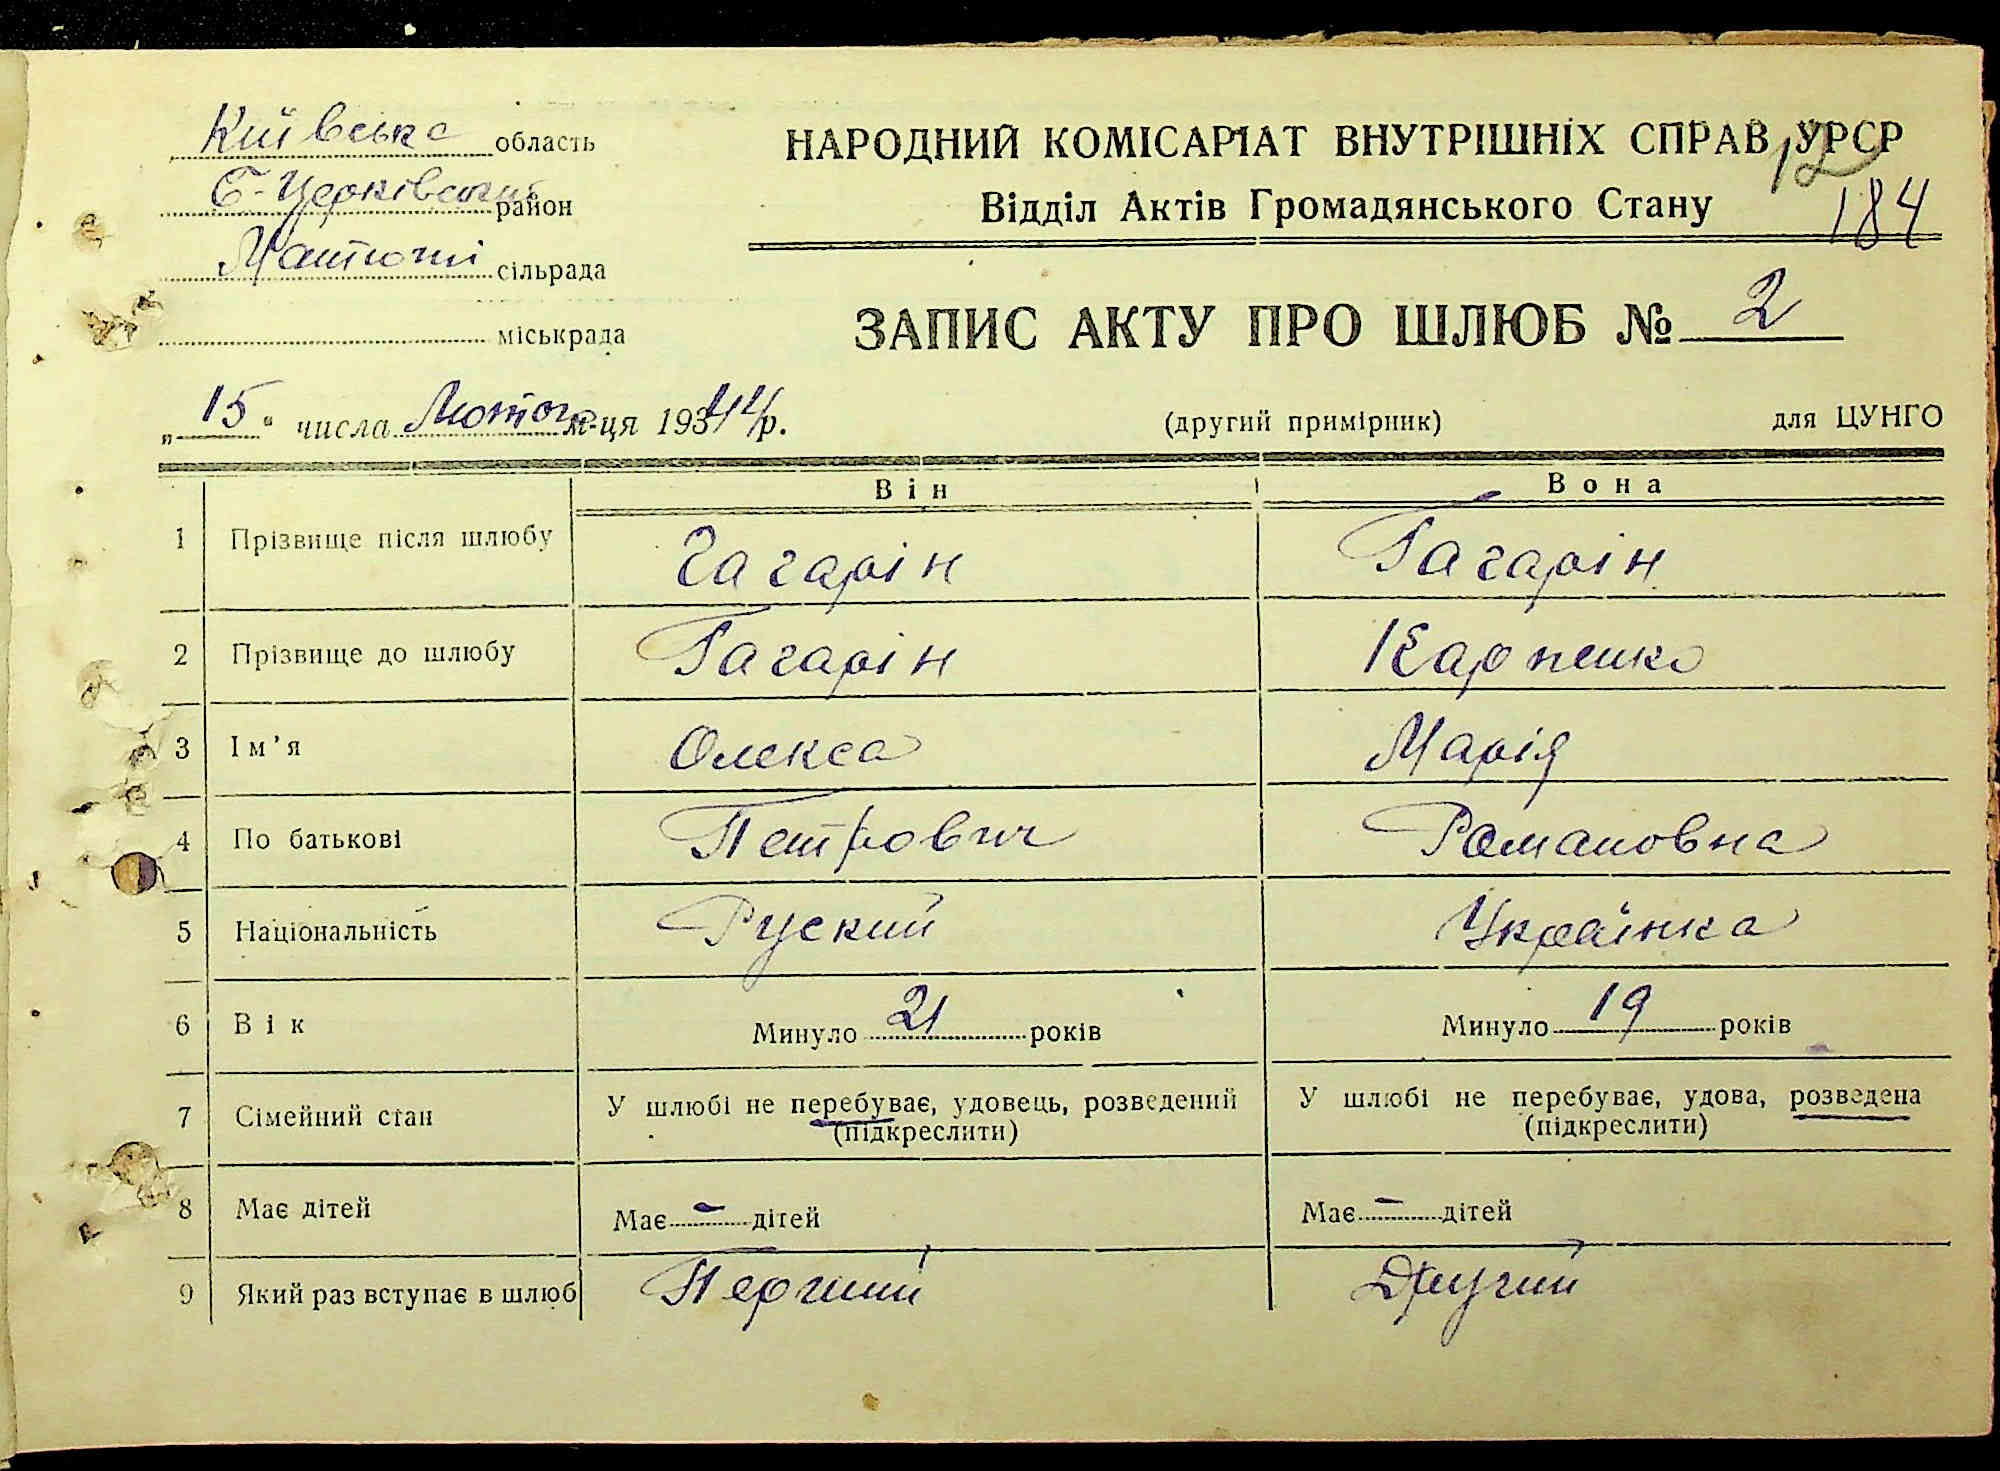 Київська область
Б-Церківський район
Матюші сільрада
міськрада
НАРОДНИЙ КОМІСАРІАТ ВНУТРІШНІХ СПРАВ УРСР
12
Відділ Актів Громадянського Стану
184
ЗАПИС АКТУ ПРО ШЛЮБ № 2
„15“ числа Лютого м-ця 1944 р.
(другий примірник) для ЦУНГО
Він Вона
1 Прізвище після шлюбу Гагарін Гагарін
2 Прізвище до шлюбу Гагарін Карпенко
3 Ім’я Олекса Марія
4 По батькові Петрович Романовна
5 Національність Руский Українка
6 Вік Минуло 21 років Минуло 19 років
7 Сімейний стан У шлюбі не перебуває, удовець, розведений У шлюбі не перебуває, удова, розведена
(підкреслити) (підкреслити)
8 Має дітей Має - дітей Має - дітей
9 Який раз вступає в шлюб Перший Другий